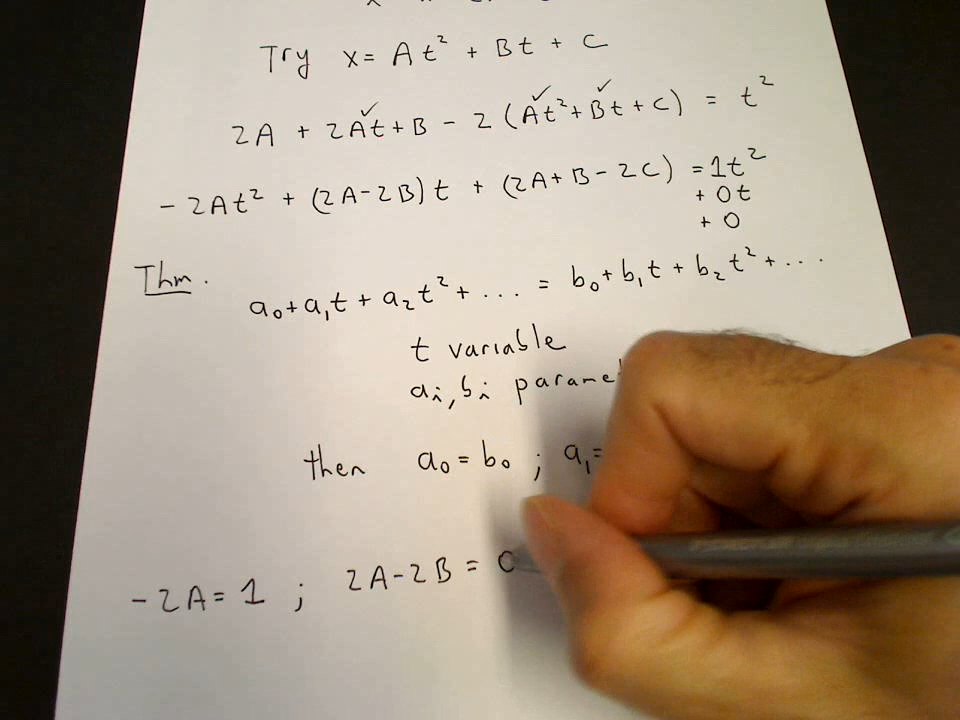 Try x = At² + Bt + C
2A + 2At + B - 2 (At² + Bt + C) = t²
- 2At² + (2A - 2B)t + (2A + B - 2C) = 1t²
+ 0t
+ 0
Thm.
a₀ + a₁t + a₂t² + ... = b₀ + b₁t + b₂t² + ...
t variable
aᵢ, bᵢ
then a₀ = b₀ ; a₁ =
- 2A = 1 ; 2A - 2B =